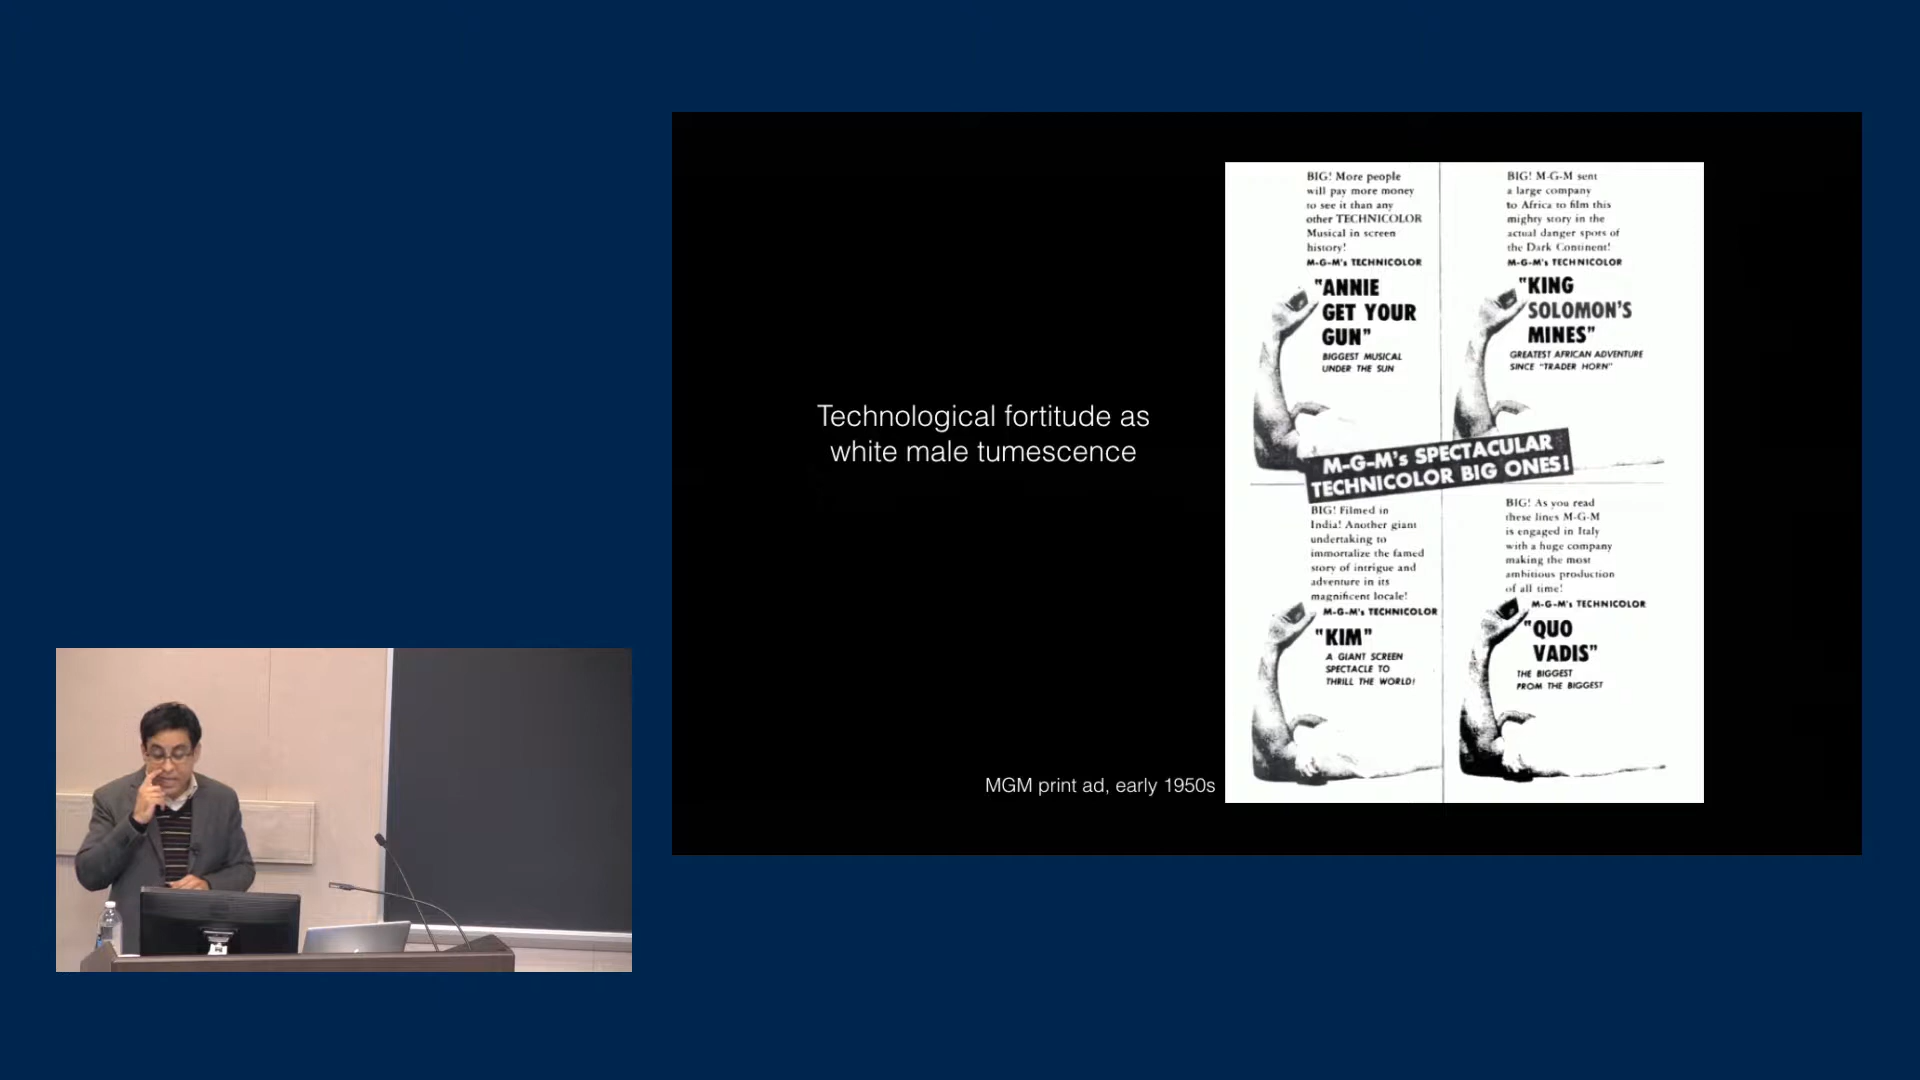 Technological fortitude as
white male tumescence
MGM print ad, early 1950s
BIG! More people
will pay more money
to see it than any
other TECHNICOLOR
Musical in screen
history!
M-G-M's TECHNICOLOR
"ANNIE
GET YOUR
GUN"
BIGGEST MUSICAL
UNDER THE SUN
BIG! M-G-M sent
a large company
to Africa to film this
mighty story in the
actual danger spots of
the Dark Continent!
M-G-M's TECHNICOLOR
"KING
SOLOMON'S
MINES"
GREATEST AFRICAN ADVENTURE
SINCE "TRADER HORN"
M-G-M's SPECTACULAR
TECHNICOLOR BIG ONES!
BIG! Filmed in
India! Another giant
undertaking to
immortalize the famed
story of intrigue and
adventure in its
magnificent locale!
M-G-M's TECHNICOLOR
"KIM"
A GIANT SCREEN
SPECTACLE TO
THRILL THE WORLD!
BIG! As you read
these lines M-G-M
is engaged in Italy
with a huge company
making the most
ambitious production
of all time!
M-G-M's TECHNICOLOR
"QUO
VADIS"
THE BIGGEST
FROM THE BIGGEST